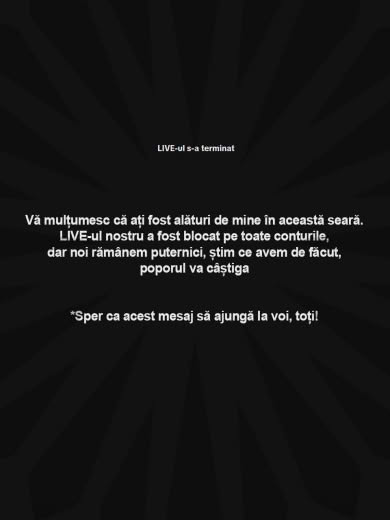 LIVE-ul s-a terminat
Vă mulțumesc că ați fost alături de mine în această seară.
LIVE-ul nostru a fost blocat pe toate conturile,
dar noi rămânem puternici, știm ce avem de făcut,
poporul va câștiga
*Sper ca acest mesaj să ajungă la voi, toți!